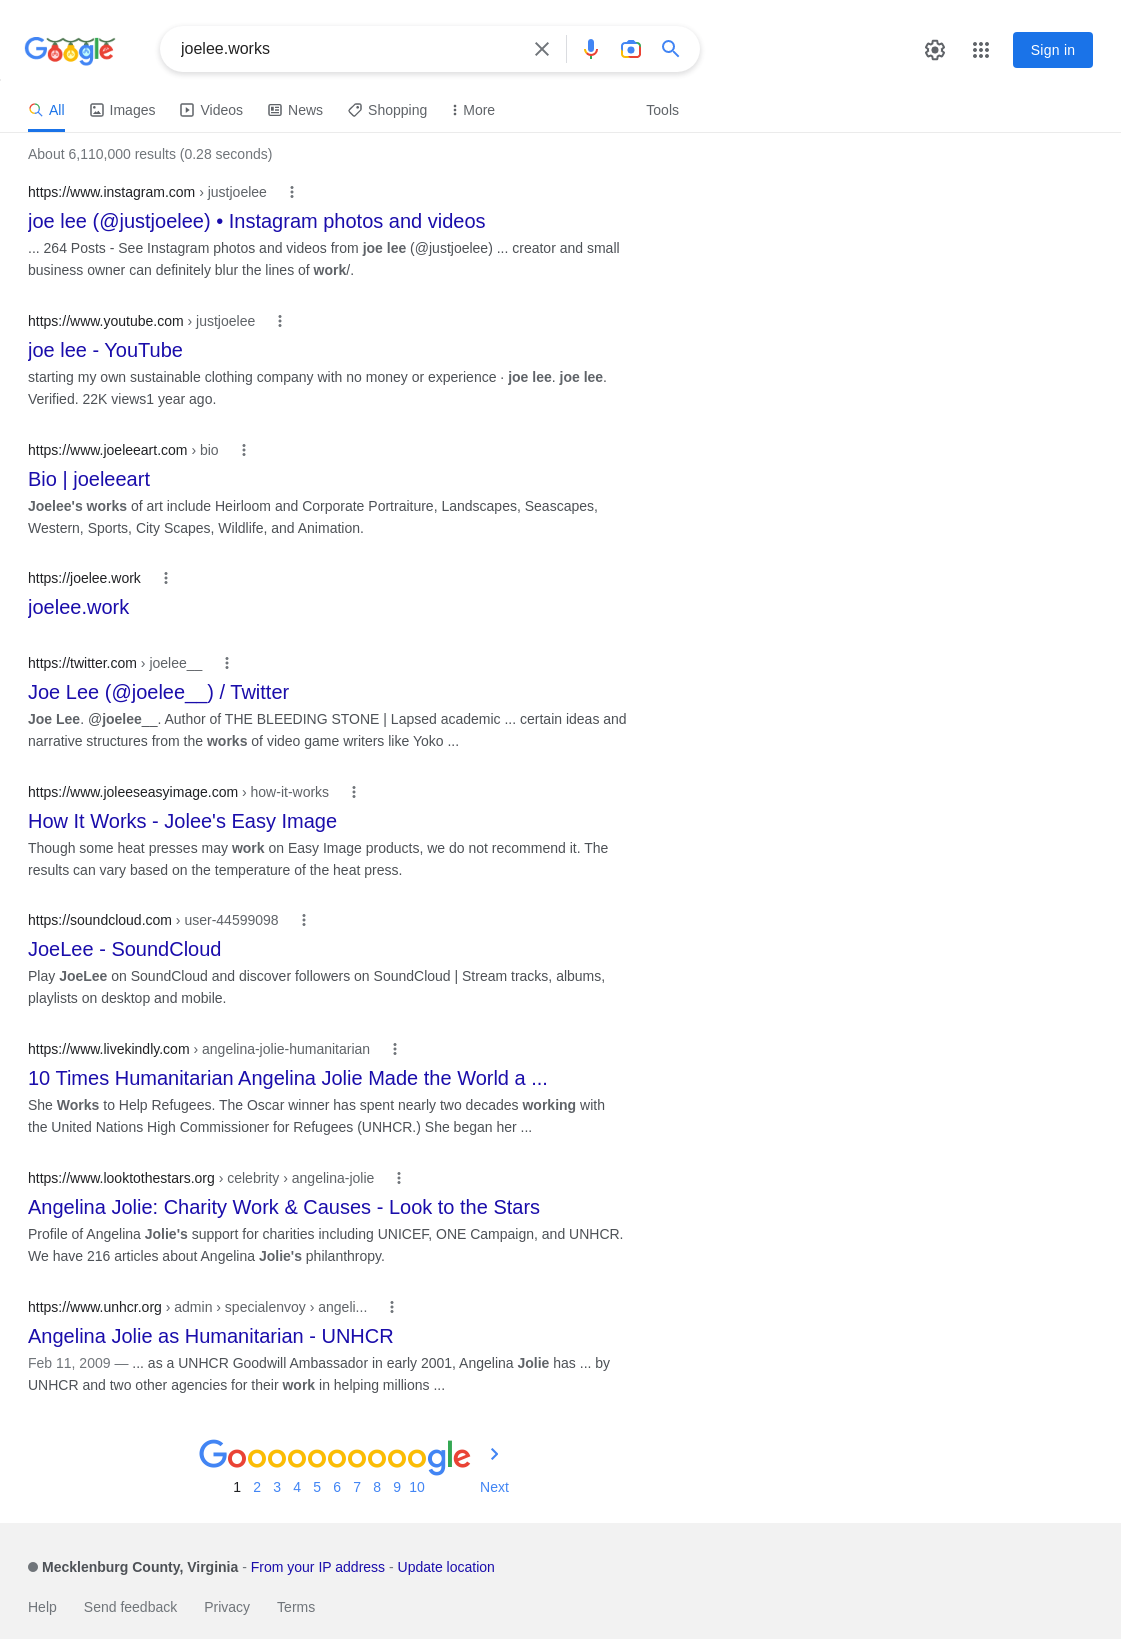 Google
joelee.works
Sign in
All
Images
Videos
News
Shopping
More
Tools
About 6,110,000 results (0.28 seconds)
https://www.instagram.com › justjoelee
joe lee (@justjoelee) • Instagram photos and videos
... 264 Posts - See Instagram photos and videos from joe lee (@justjoelee) ... creator and small
business owner can definitely blur the lines of work/.
https://www.youtube.com › justjoelee
joe lee - YouTube
starting my own sustainable clothing company with no money or experience · joe lee. joe lee.
Verified. 22K views1 year ago.
https://www.joeleeart.com › bio
Bio | joeleeart
Joelee's works of art include Heirloom and Corporate Portraiture, Landscapes, Seascapes,
Western, Sports, City Scapes, Wildlife, and Animation.
https://joelee.work
joelee.work
https://twitter.com › joelee__
Joe Lee (@joelee__) / Twitter
Joe Lee. @joelee__. Author of THE BLEEDING STONE | Lapsed academic ... certain ideas and
narrative structures from the works of video game writers like Yoko ...
https://www.joleeseasyimage.com › how-it-works
How It Works - Jolee's Easy Image
Though some heat presses may work on Easy Image products, we do not recommend it. The
results can vary based on the temperature of the heat press.
https://soundcloud.com › user-44599098
JoeLee - SoundCloud
Play JoeLee on SoundCloud and discover followers on SoundCloud | Stream tracks, albums,
playlists on desktop and mobile.
https://www.livekindly.com › angelina-jolie-humanitarian
10 Times Humanitarian Angelina Jolie Made the World a ...
She Works to Help Refugees. The Oscar winner has spent nearly two decades working with
the United Nations High Commissioner for Refugees (UNHCR.) She began her ...
https://www.looktothestars.org › celebrity › angelina-jolie
Angelina Jolie: Charity Work & Causes - Look to the Stars
Profile of Angelina Jolie's support for charities including UNICEF, ONE Campaign, and UNHCR.
We have 216 articles about Angelina Jolie's philanthropy.
https://www.unhcr.org › admin › specialenvoy › angeli...
Angelina Jolie as Humanitarian - UNHCR
Feb 11, 2009 — ... as a UNHCR Goodwill Ambassador in early 2001, Angelina Jolie has ... by
UNHCR and two other agencies for their work in helping millions ...
Goooooooooogle
1 2 3 4 5 6 7 8 9 10 Next
Mecklenburg County, Virginia - From your IP address - Update location
Help Send feedback Privacy Terms